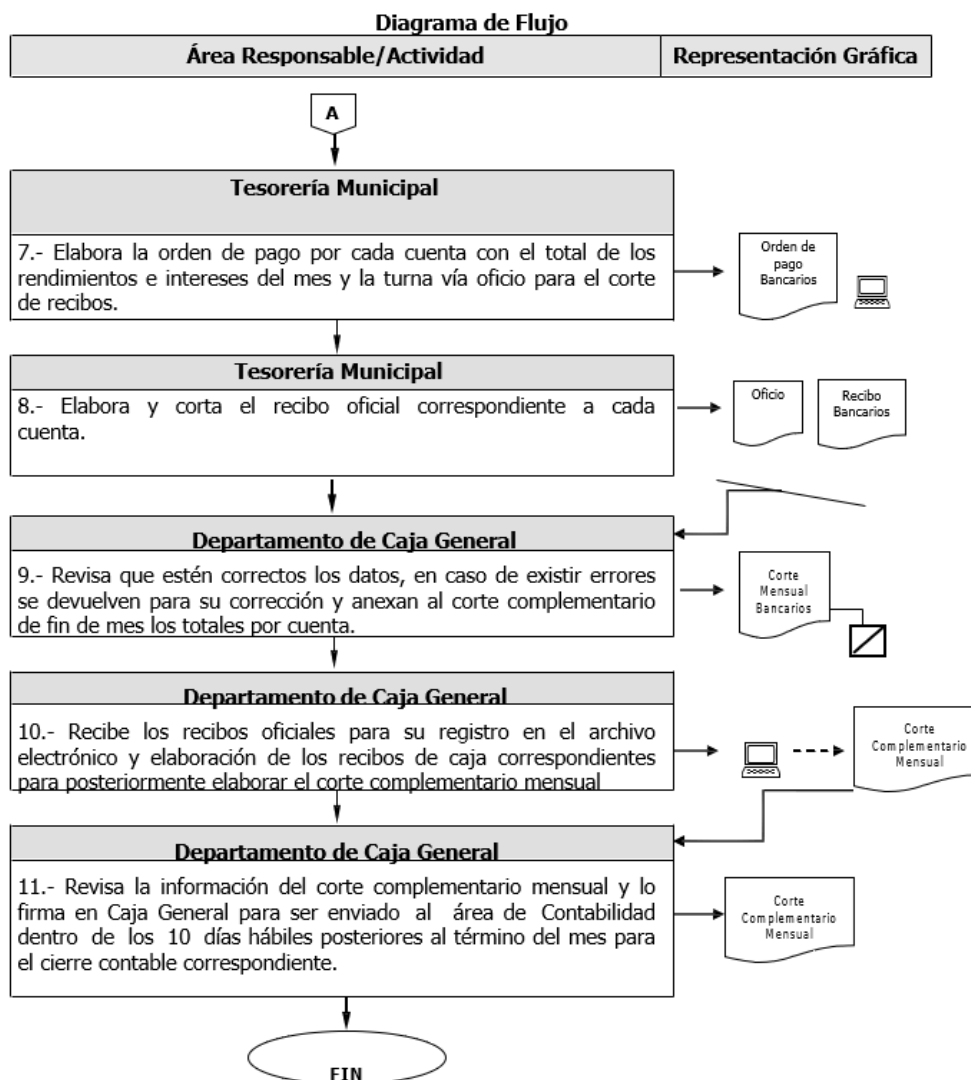 Diagrama de Flujo
Área Responsable/Actividad
Representación Gráfica
A
Tesorería Municipal
7.- Elabora la orden de pago por cada cuenta con el total de los
rendimientos e intereses del mes y la turna vía oficio para el corte
de recibos.
Orden de
pago
Bancarios
Tesorería Municipal
8.- Elabora y corta el recibo oficial correspondiente a cada
cuenta.
Oficio
Recibo
Bancarios
Departamento de Caja General
9.- Revisa que estén correctos los datos, en caso de existir errores
se devuelven para su corrección y anexan al corte complementario
de fin de mes los totales por cuenta.
Corte
Mensual
Bancarios
Departamento de Caja General
10.- Recibe los recibos oficiales para su registro en el archivo
electrónico y elaboración de los recibos de caja correspondientes
para posteriormente elaborar el corte complementario mensual
Corte
Complementario
Mensual
Departamento de Caja General
11.- Revisa la información del corte complementario mensual y lo
firma en Caja General para ser enviado al área de Contabilidad
dentro de los 10 días hábiles posteriores al término del mes para
el cierre contable correspondiente.
Corte
Complementario
Mensual
FIN